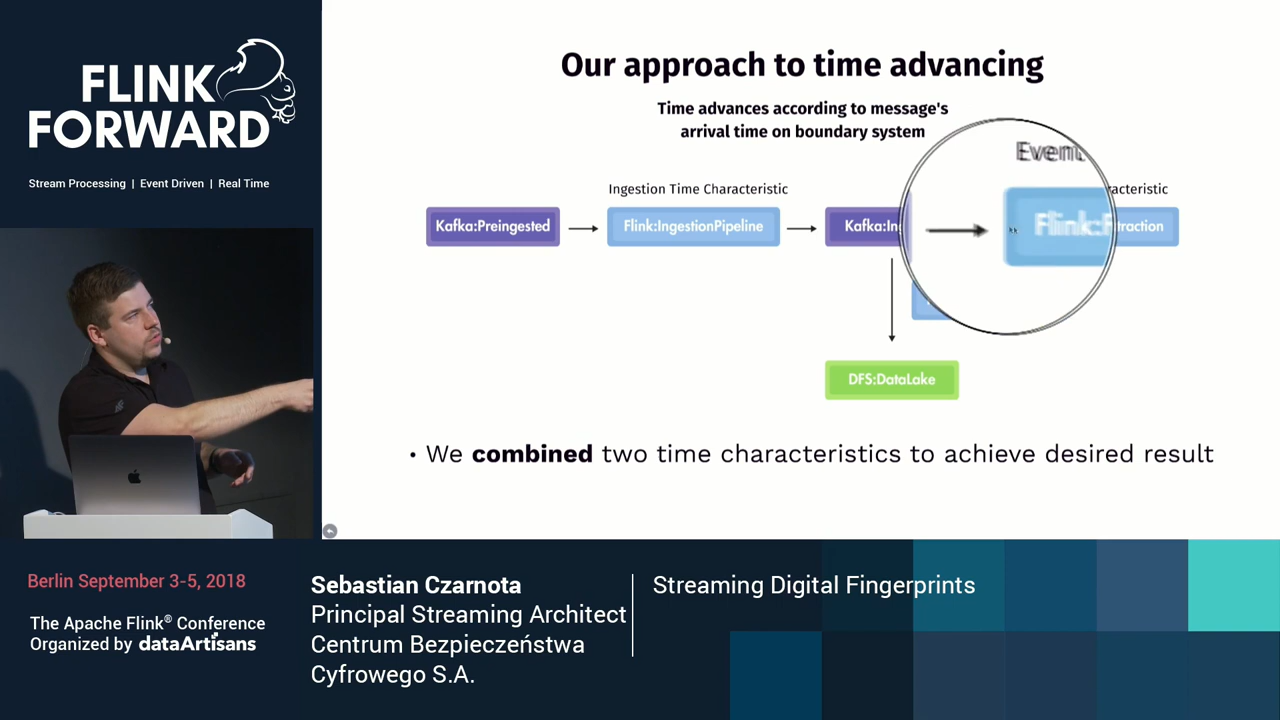 FLINK
FORWARD
Stream Processing | Event Driven | Real Time
Our approach to time advancing
Time advances according to message's
arrival time on boundary system
Event
Ingestion Time Characteristic
racteristic
Kafka:Preingested
Flink:IngestionPipeline
Kafka:Ing
Flink:
traction
DFS:DataLake
• We combined two time characteristics to achieve desired result
Berlin September 3-5, 2018
The Apache Flink® Conference
Organized by dataArtisans
Sebastian Czarnota
Principal Streaming Architect
Centrum Bezpieczeństwa
Cyfrowego S.A.
Streaming Digital Fingerprints